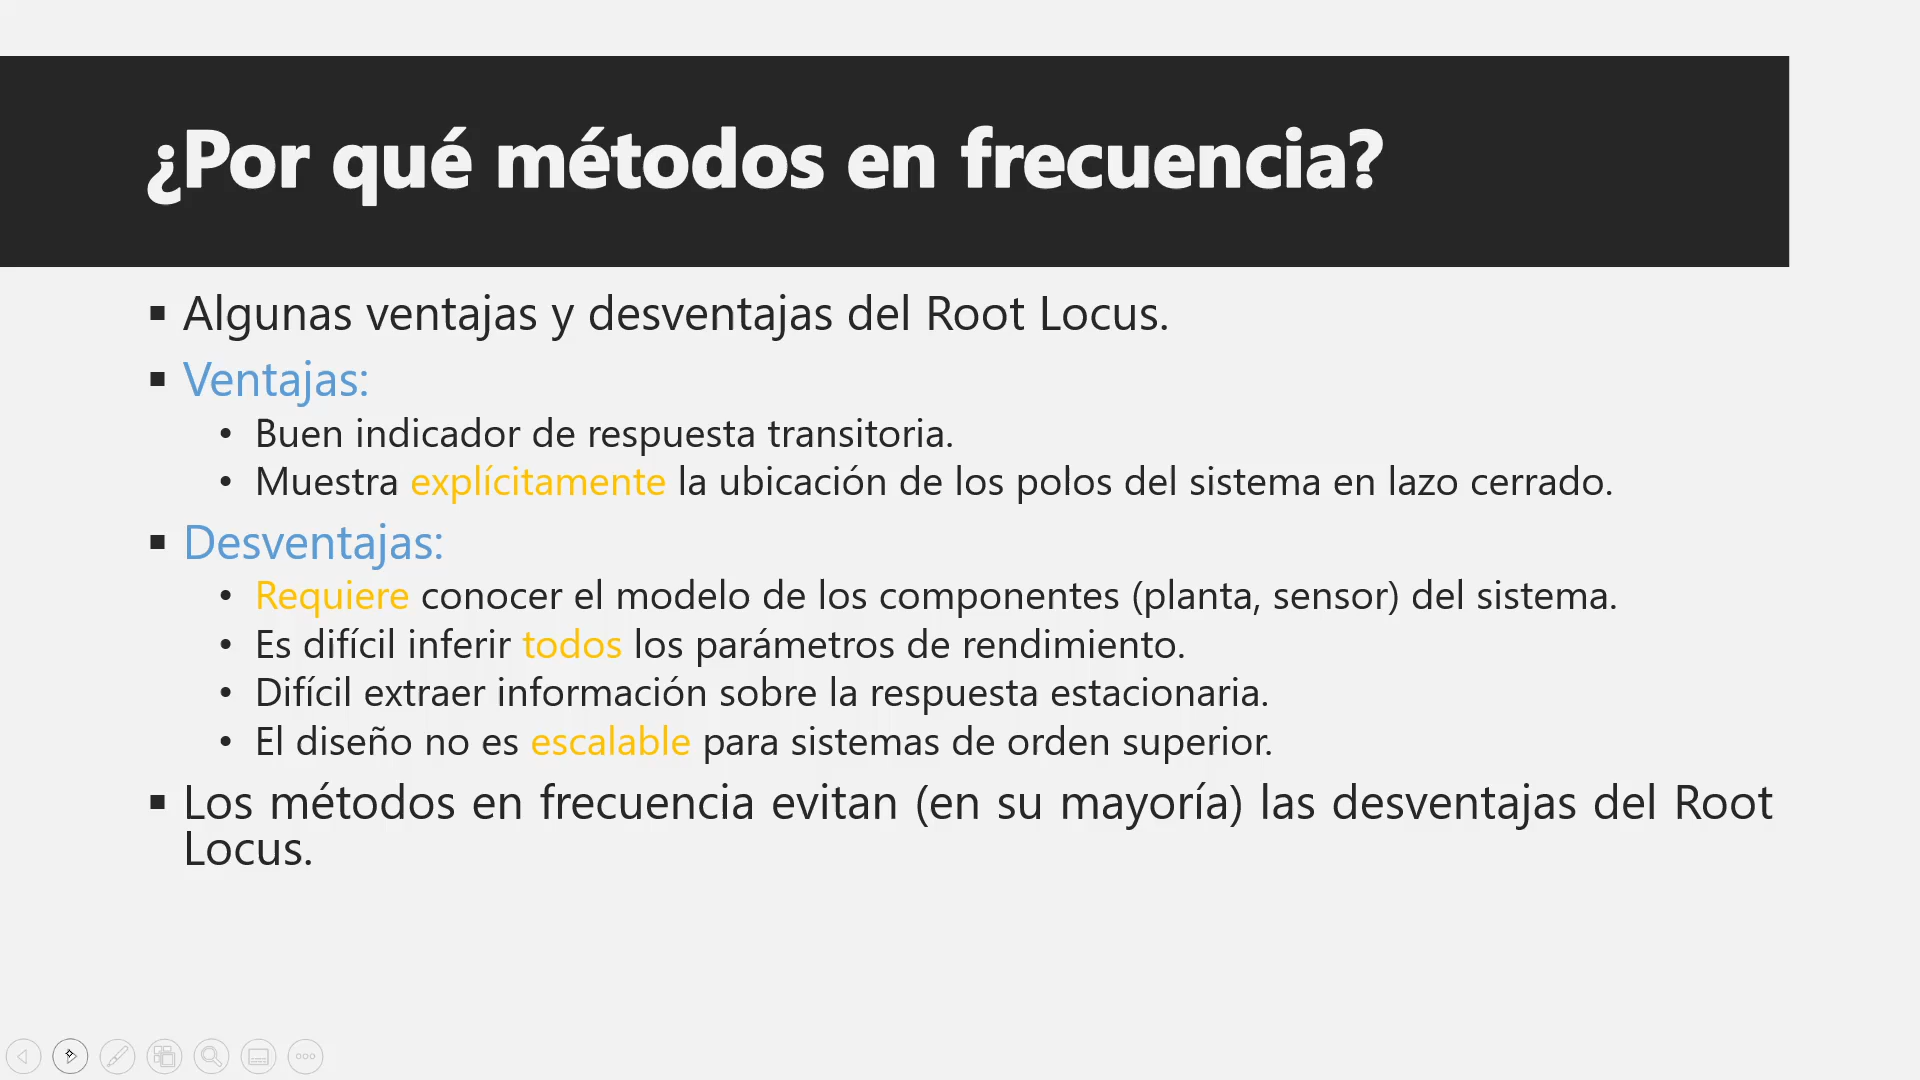 ¿Por qué métodos en frecuencia?
▪ Algunas ventajas y desventajas del Root Locus.
▪ Ventajas:
• Buen indicador de respuesta transitoria.
• Muestra explícitamente la ubicación de los polos del sistema en lazo cerrado.
▪ Desventajas:
• Requiere conocer el modelo de los componentes (planta, sensor) del sistema.
• Es difícil inferir todos los parámetros de rendimiento.
• Difícil extraer información sobre la respuesta estacionaria.
• El diseño no es escalable para sistemas de orden superior.
▪ Los métodos en frecuencia evitan (en su mayoría) las desventajas del Root
Locus.